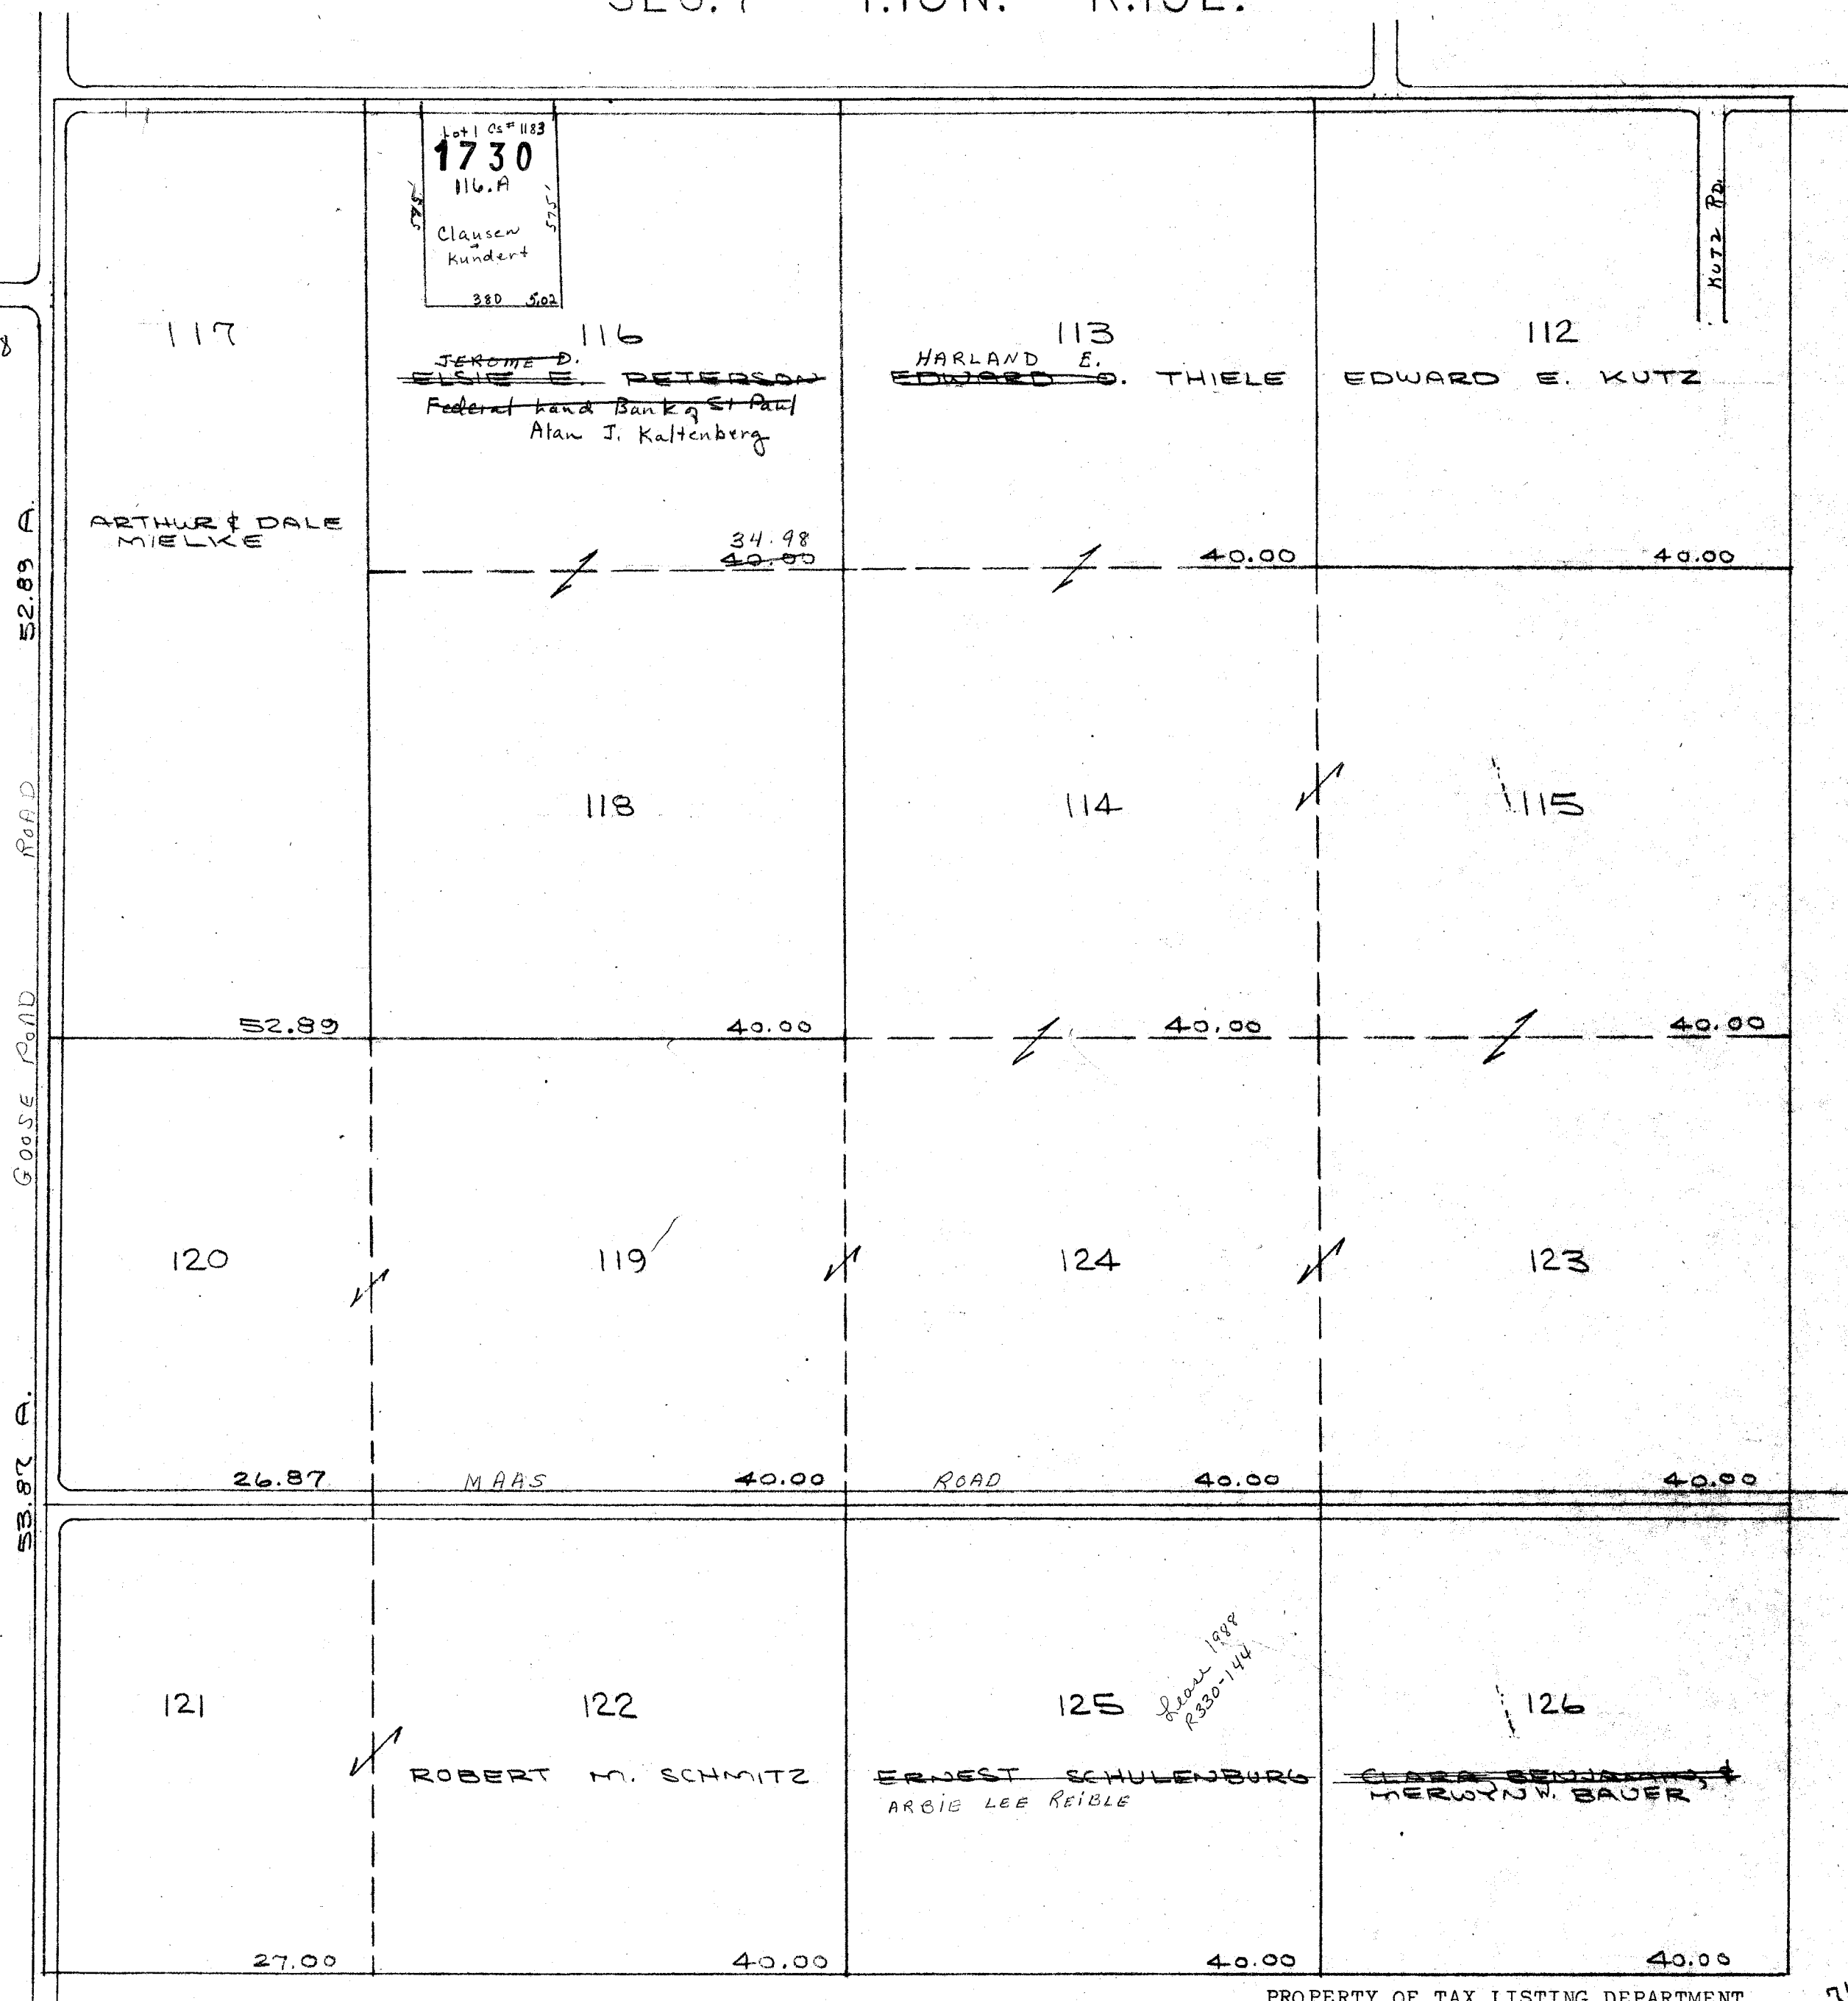 Lot 1 CS# 1183
1730
116.A
575'
575'
Clausen
Kundert
380 5.02
KUTZ RD.
117
116
113
112
JEROME D.
ELSIE E. PETERSON
Federal Land Bank of St Paul
Alan J. Kaltenberg
HARLAND E.
EDWARD O. THIELE
EDWARD E. KUTZ
ARTHUR & DALE
MIELKE
52.89 A.
34.98
40.00
40.00
40.00
118
114
115
GOOSE POND ROAD
52.89
40.00
40.00
40.00
120
119
124
123
53.87 A.
26.87
MAAS
40.00
ROAD
40.00
40.00
121
122
125
Lease 1988
R330-144
126
ROBERT M. SCHMITZ
ERNEST SCHULENBURG
ARBIE LEE REIBLE
CLARA BENJAMIN, &
MERWYN W. BAUER
27.00
40.00
40.00
40.00
PROPERTY OF TAX LISTING DEPARTMENT